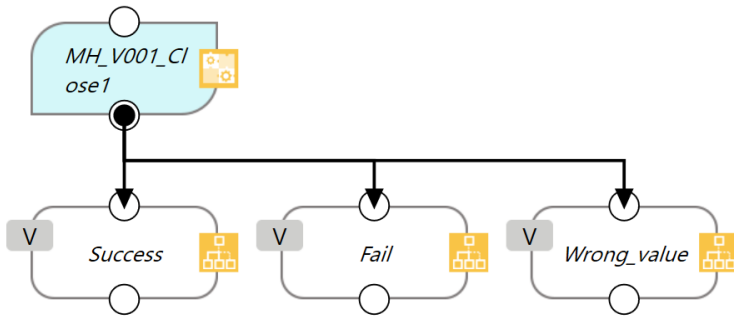 MH_V001_Cl
ose1
V
Success
V
Fail
V
Wrong_value